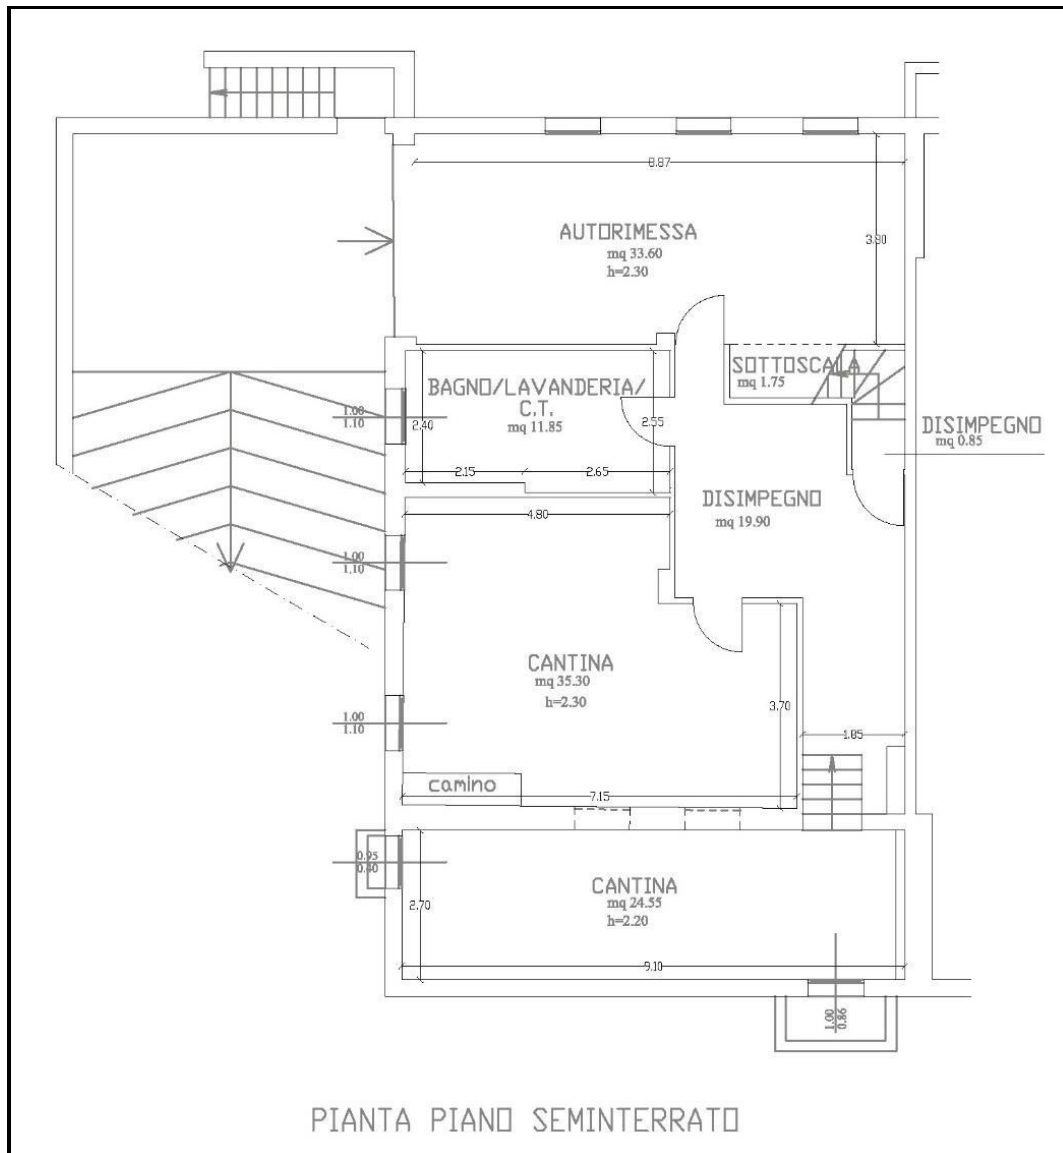 8.87
AUTORIMESSA
mq 33.60
h=2.30
3.80
SOTTOSCALA
mq 1.75
BAGNO/LAVANDERIA/
C.T.
mq 11.85
1.00
1.10
2.40
2.55
DISIMPEGNO
mq 0.85
2.15
2.65
DISIMPEGNO
mq 19.90
4.80
1.00
1.10
CANTINA
mq 35.30
h=2.30
3.70
1.00
1.10
1.85
camino
7.15
0.95
0.40
CANTINA
mq 24.55
h=2.20
2.70
9.10
1.00
0.86
PIANTA PIANO SEMINTERRATO